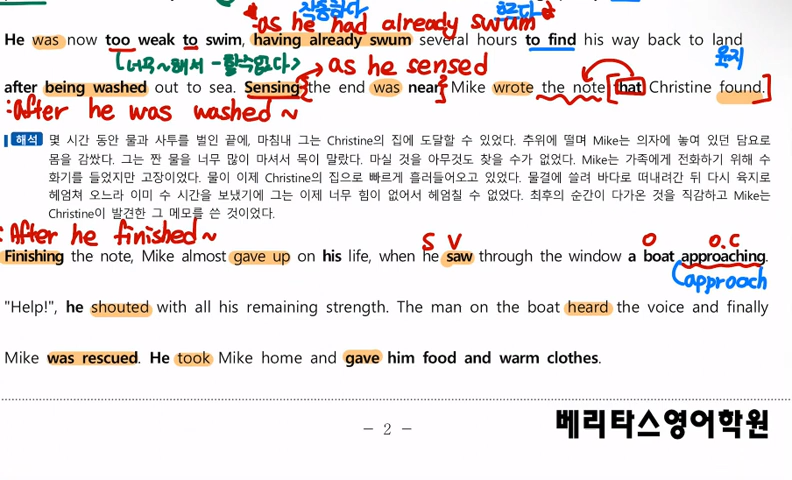 직송한다 흐르다
*as he had already swum*
He was now too weak to swim, having already swum several hours to find his way back to land
너무~해서 -할수없다 as he sensed 육지
after being washed out to sea. Sensing {the end was near} Mike wrote the note [that Christine found.]
:After he was washed~
해석 몇 시간 동안 물과 사투를 벌인 끝에, 마침내 그는 Christine의 집에 도달할 수 있었다. 추위에 떨며 Mike는 의자에 놓여 있던 담요로
몸을 감쌌다. 그는 짠 물을 너무 많이 마셔서 목이 말랐다. 마실 것을 아무것도 찾을 수가 없었다. Mike는 가족에게 전화하기 위해 수
화기를 들었지만 고장이었다. 물이 이제 Christine의 집으로 빠르게 흘러들어오고 있었다. 물결에 쓸려 바다로 떠내려간 뒤 다시 육지로
헤엄쳐 오느라 이미 수 시간을 보냈기에 그는 이제 너무 힘이 없어서 헤엄칠 수 없었다. 최후의 순간이 다가온 것을 직감하고 Mike는
Christine이 발견한 그 메모를 쓴 것이었다.
:After he finished~ S V O O.C
Finishing the note, Mike almost gave up on his life, when he saw through the window a boat approaching.
approach
"Help!", he shouted with all his remaining strength. The man on the boat heard the voice and finally
Mike was rescued. He took Mike home and gave him food and warm clothes.
- 2 -
베리타스영어학원